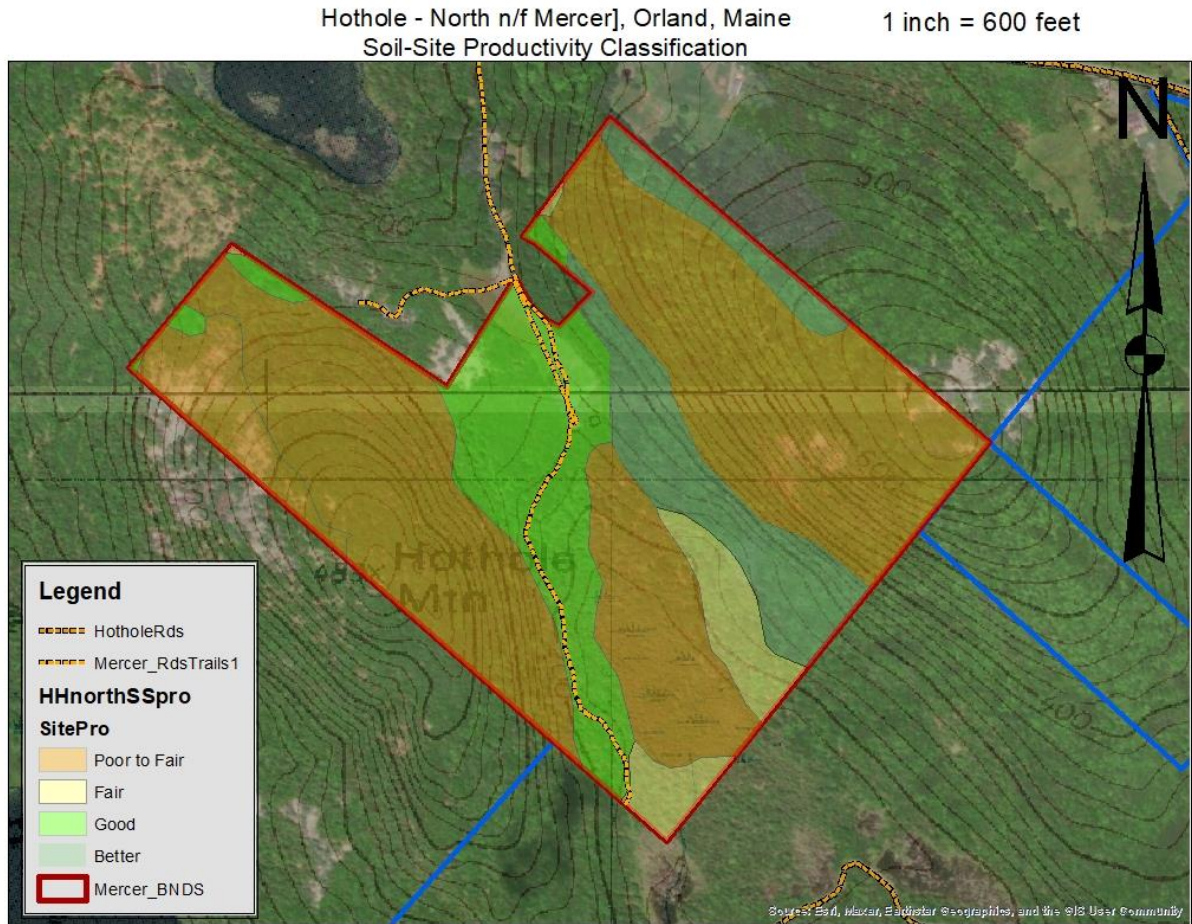 Hothole - North n/f Mercer], Orland, Maine
Soil-Site Productivity Classification
1 inch = 600 feet
N
500
Hothole
Mtn
Legend
HotholeRds
Mercer_RdsTrails1
HHnorthSSpro
SitePro
Poor to Fair
Fair
Good
Better
Mercer_BNDS
Source: Esri, Maxar, Earthstar Geographics, and the GIS User Community